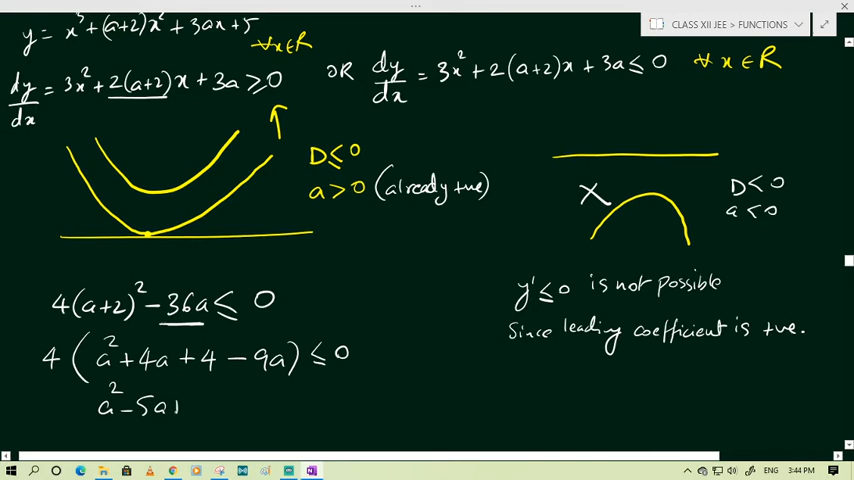 CLASS XII JEE > FUNCTIONS
y = x³ + (a+2)x² + 3ax + 5
∀x∈R
dy/dx = 3x² + 2(a+2)x + 3a ≥ 0
OR dy/dx = 3x² + 2(a+2)x + 3a ≤ 0 ∀ x ∈ R
D ≤ 0
a > 0 (already +ve)
X
D < 0
a < 0
4(a+2)² − 36a ≤ 0
y' ≤ 0 is not possible
Since leading coefficient is +ve.
4(a² + 4a + 4 − 9a) ≤ 0
a² − 5a
ENG
3:44 PM